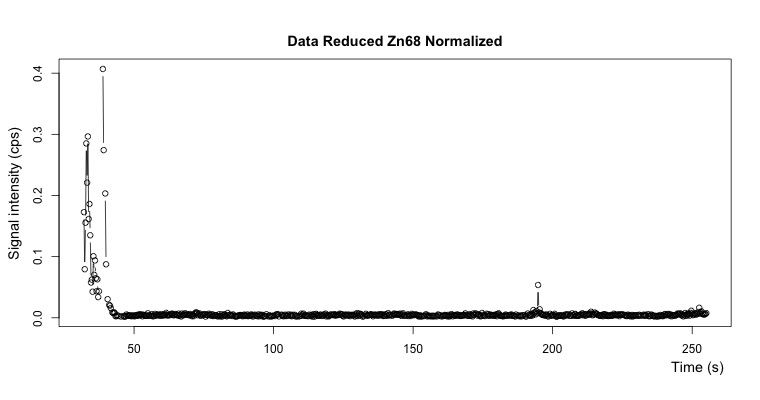 Data Reduced Zn68 Normalized
Signal intensity (cps)
0.4
0.3
0.2
0.1
0.0
50 100 150 200 250
Time (s)